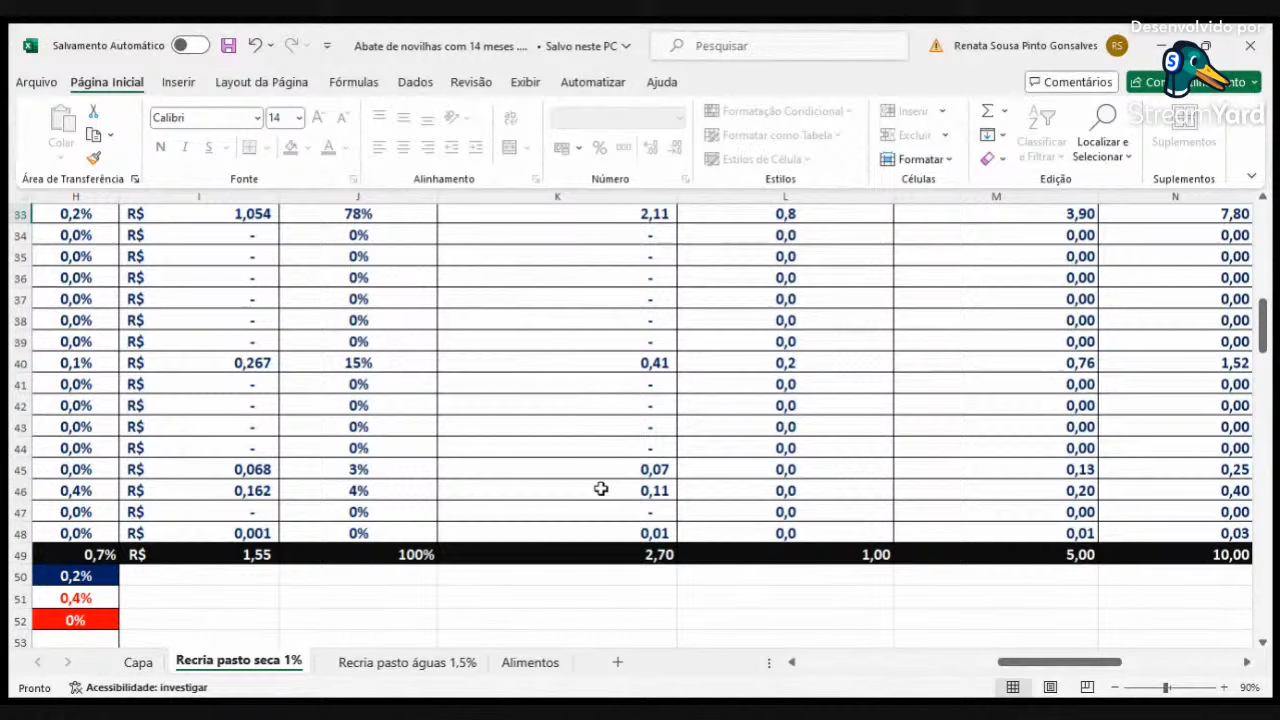 Desenvolvido por
StreamYard
Salvamento Automático
Abate de novilhas com 14 meses .... • Salvo neste PC
Pesquisar
Renata Sousa Pinto Gonsalves RS
Arquivo Página Inicial Inserir Layout da Página Fórmulas Dados Revisão Exibir Automatizar Ajuda
Comentários
Colar
Calibri 14
N I S
Formatação Condicional
Formatar como Tabela
Estilos de Célula
Excluir
Formatar
Classificar e Filtrar
Localizar e Selecionar
Suplementos
Área de Transferência Fonte Alinhamento Número Estilos Células Edição Suplementos
H I J K L M N
33 0,2% R$ 1,054 78% 2,11 0,8 3,90 7,80
34 0,0% R$ - 0% - 0,0 0,00 0,00
35 0,0% R$ - 0% - 0,0 0,00 0,00
36 0,0% R$ - 0% - 0,0 0,00 0,00
37 0,0% R$ - 0% - 0,0 0,00 0,00
38 0,0% R$ - 0% - 0,0 0,00 0,00
39 0,0% R$ - 0% - 0,0 0,00 0,00
40 0,1% R$ 0,267 15% 0,41 0,2 0,76 1,52
41 0,0% R$ - 0% - 0,0 0,00 0,00
42 0,0% R$ - 0% - 0,0 0,00 0,00
43 0,0% R$ - 0% - 0,0 0,00 0,00
44 0,0% R$ - 0% - 0,0 0,00 0,00
45 0,0% R$ 0,068 3% 0,07 0,0 0,13 0,25
46 0,4% R$ 0,162 4% 0,11 0,0 0,20 0,40
47 0,0% R$ - 0% - 0,0 0,00 0,00
48 0,0% R$ 0,001 0% 0,01 0,0 0,01 0,03
49 0,7% R$ 1,55 100% 2,70 1,00 5,00 10,00
50 0,2%
51 0,4%
52 0%
53
Capa Recria pasto seca 1% Recria pasto águas 1,5% Alimentos
Pronto Acessibilidade: investigar 90%